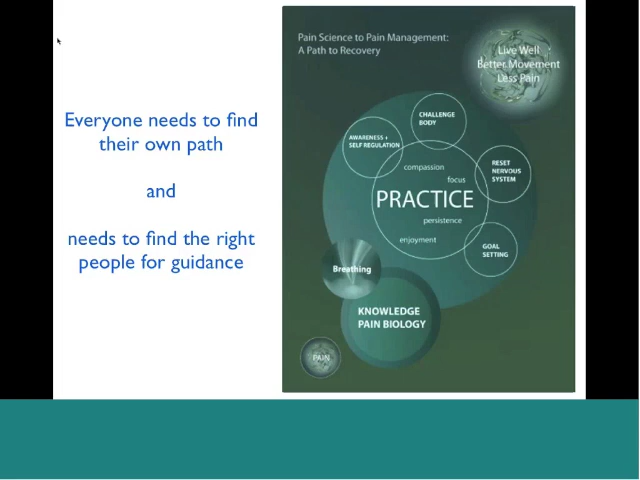 Everyone needs to find
their own path
and
needs to find the right
people for guidance
Pain Science to Pain Management:
A Path to Recovery
Live Well
Better Movement
Less Pain
CHALLENGE
BODY
AWARENESS +
SELF REGULATION
RESET
NERVOUS
SYSTEM
compassion
focus
PRACTICE
persistence
enjoyment
GOAL
SETTING
Breathing
KNOWLEDGE
PAIN BIOLOGY
PAIN